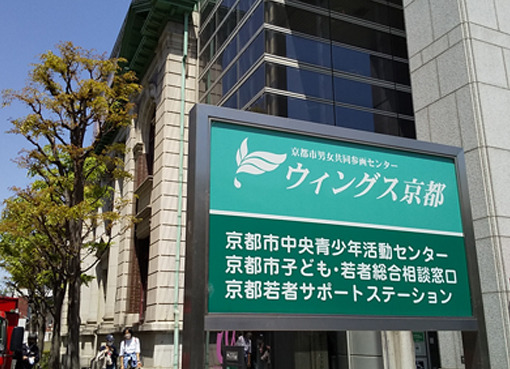 京都市男女共同参画センター
ウィングス京都
京都市中央青少年活動センター
京都市子ども・若者総合相談窓口
京都若者サポートステーション